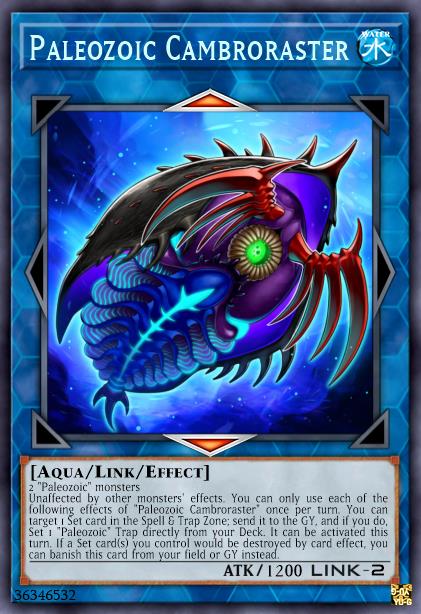 PALEOZOIC CAMBRORASTER
WATER
水
[AQUA/LINK/EFFECT]
2 "Paleozoic" monsters
Unaffected by other monsters' effects. You can only use each of the
following effects of "Paleozoic Cambroraster" once per turn. You can
target 1 Set card in the Spell & Trap Zone; send it to the GY, and if you do,
Set 1 "Paleozoic" Trap directly from your Deck. It can be activated this
turn. If a Set card(s) you control would be destroyed by card effect, you
can banish this card from your field or GY instead.
ATK/1200 LINK-2
36346532